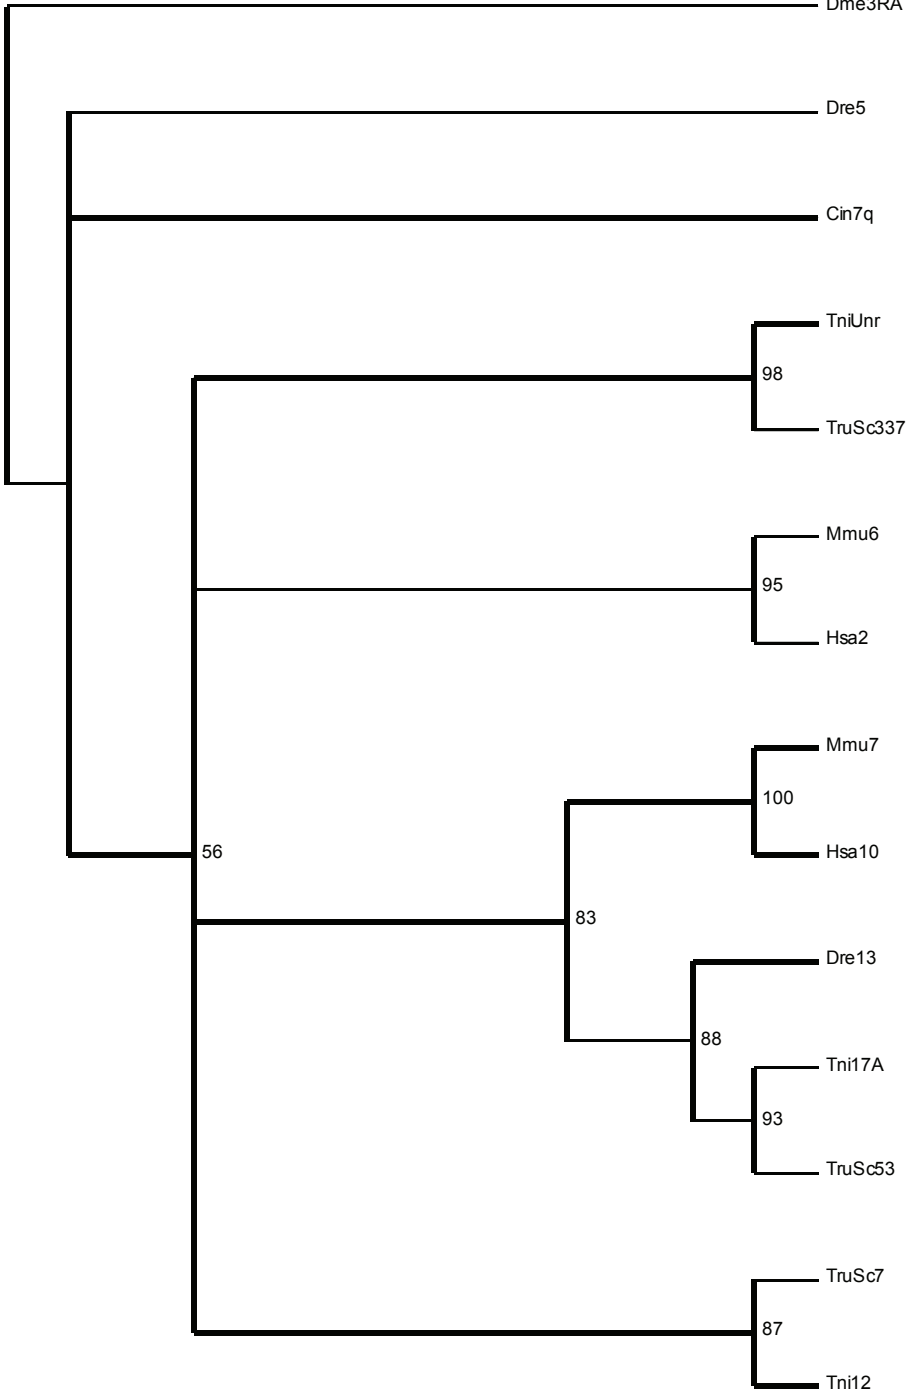 Dme3RA
Dre5
Cin7q
TniUnr
98
TruSc337
Mmu6
95
Hsa2
Mmu7
100
Hsa10
56
83
Dre13
88
Tni17A
93
TruSc53
TruSc7
87
Tni12